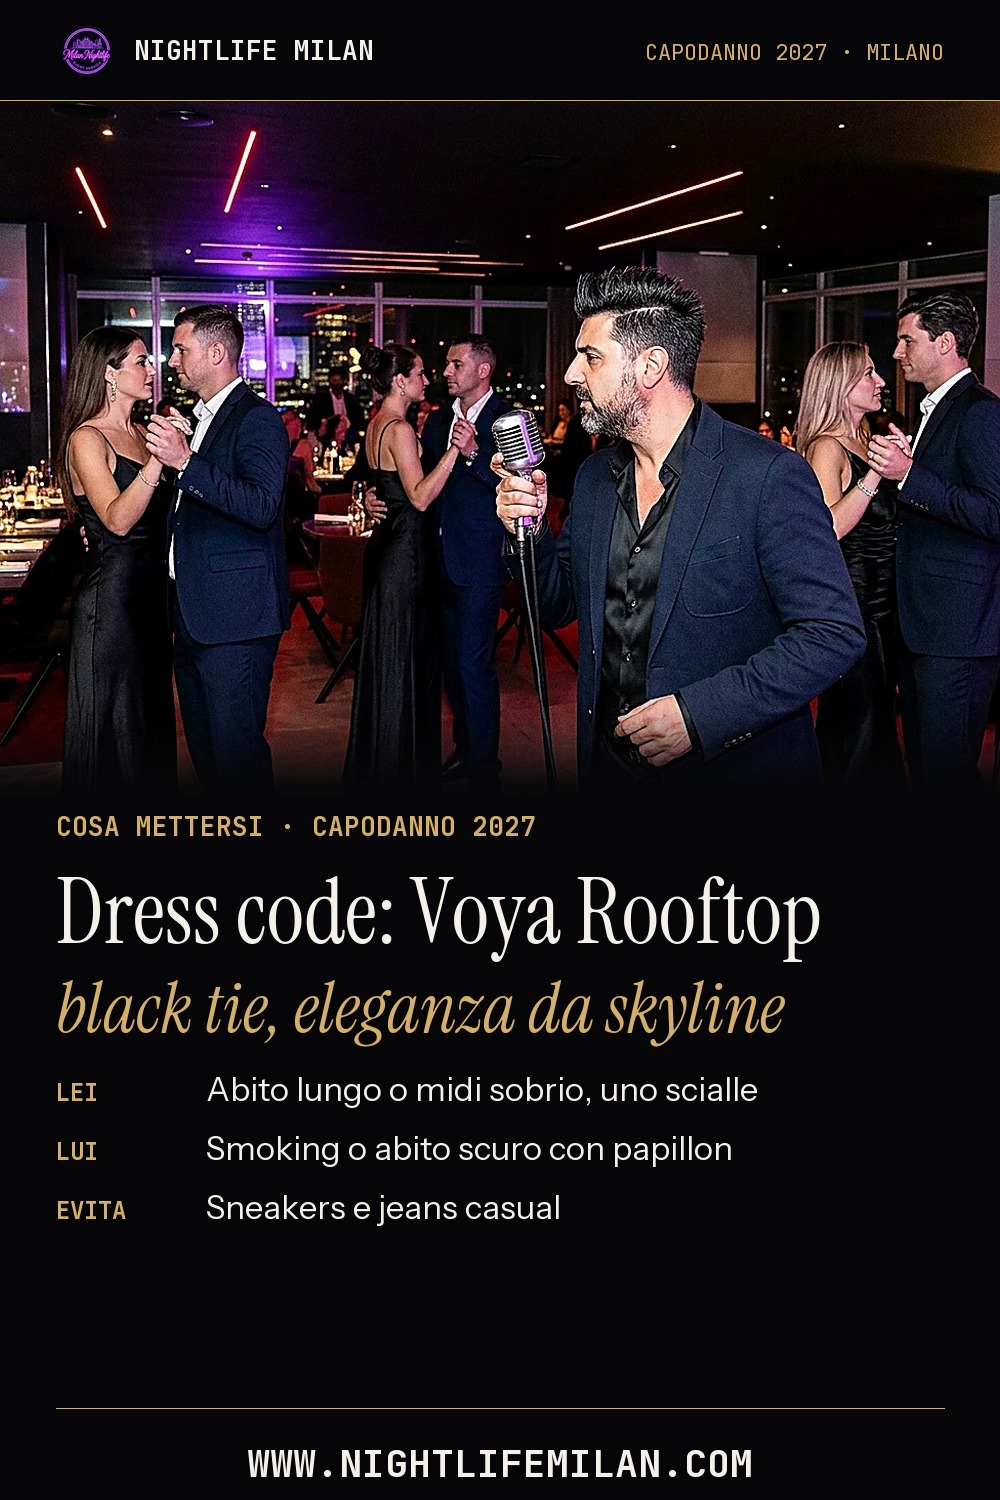 Milan Nightlife
NIGHTLIFE MILAN
CAPODANNO 2027 · MILANO
COSA METTERSI · CAPODANNO 2027
Dress code: Voya Rooftop
black tie, eleganza da skyline
LEI Abito lungo o midi sobrio, uno scialle
LUI Smoking o abito scuro con papillon
EVITA Sneakers e jeans casual
WWW.NIGHTLIFEMILAN.COM